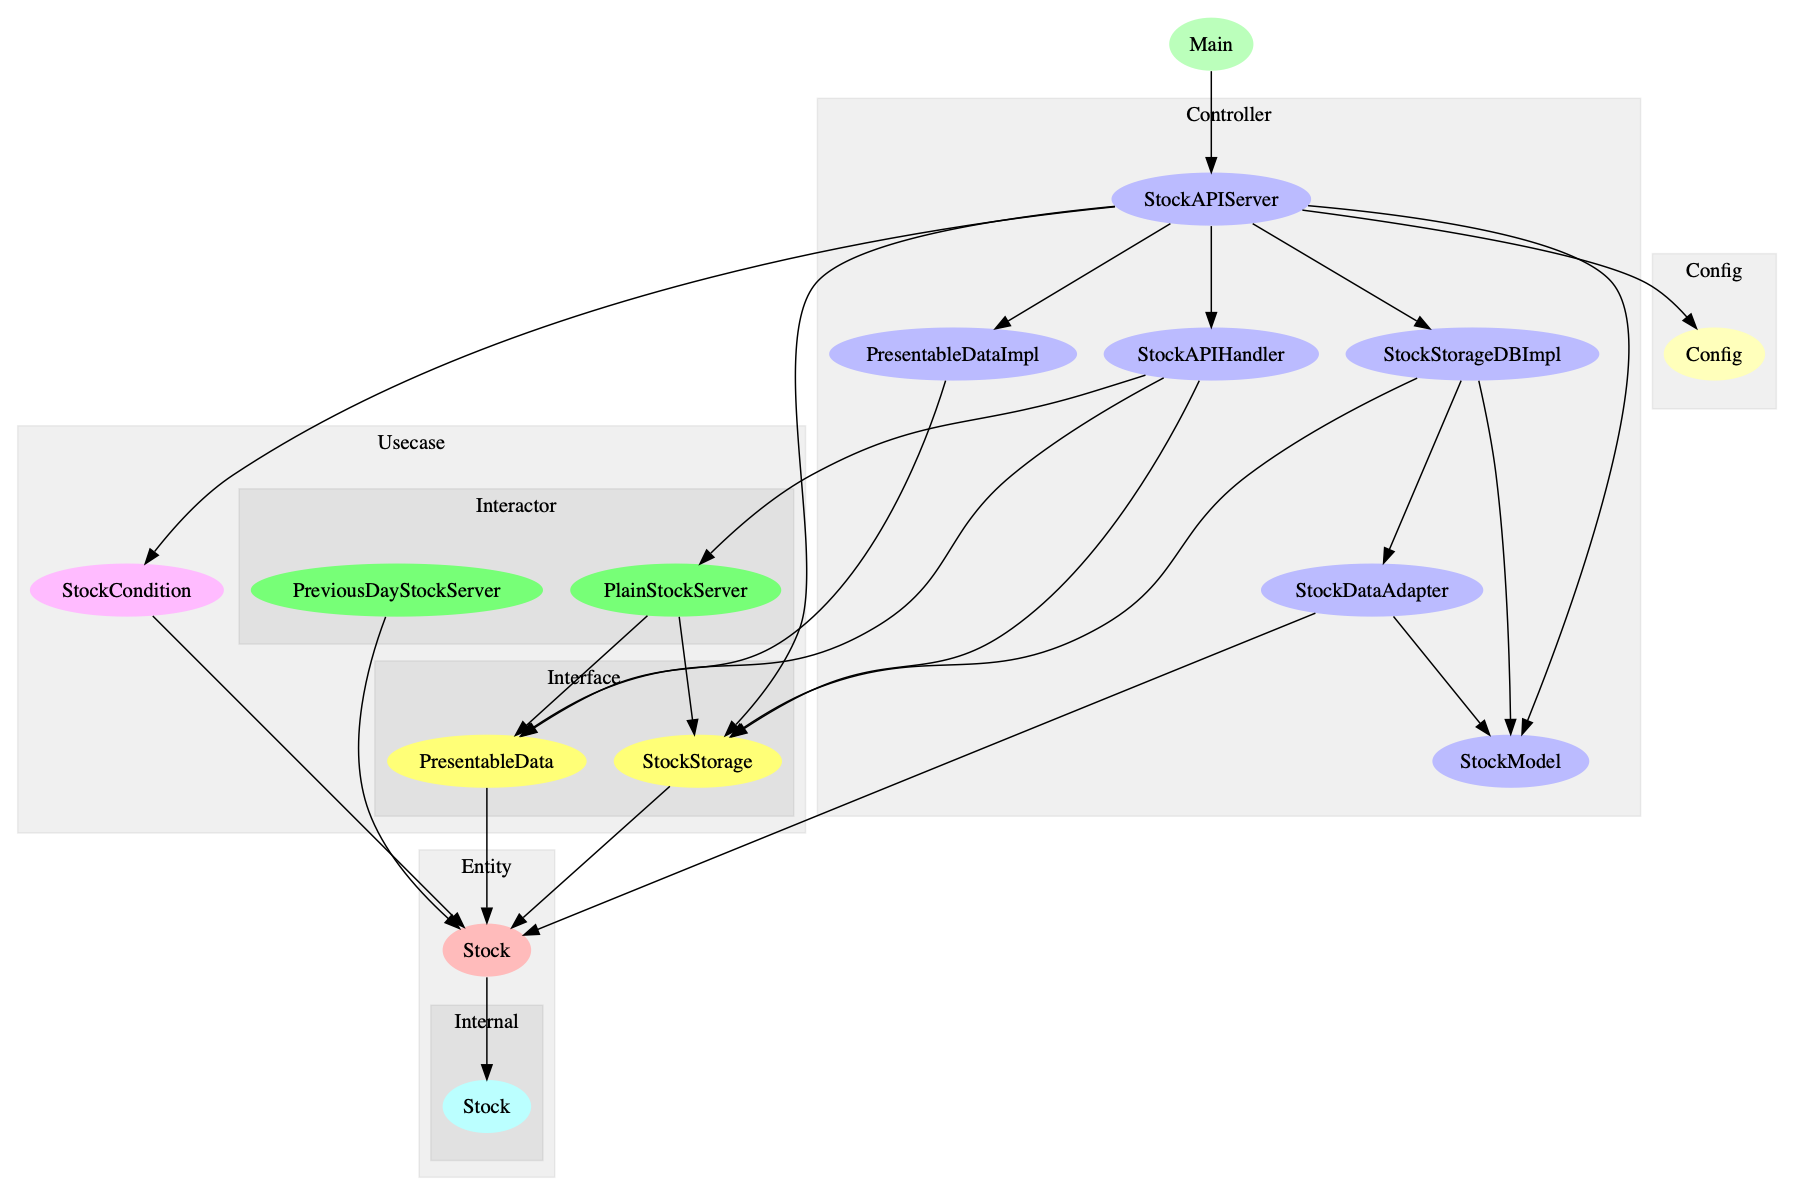 Main
Controller
StockAPIServer
Config
PresentableDataImpl
StockAPIHandler
StockStorageDBImpl
Config
Usecase
Interactor
StockCondition
PreviousDayStockServer
PlainStockServer
StockDataAdapter
Interface
PresentableData
StockStorage
StockModel
Entity
Stock
Internal
Stock